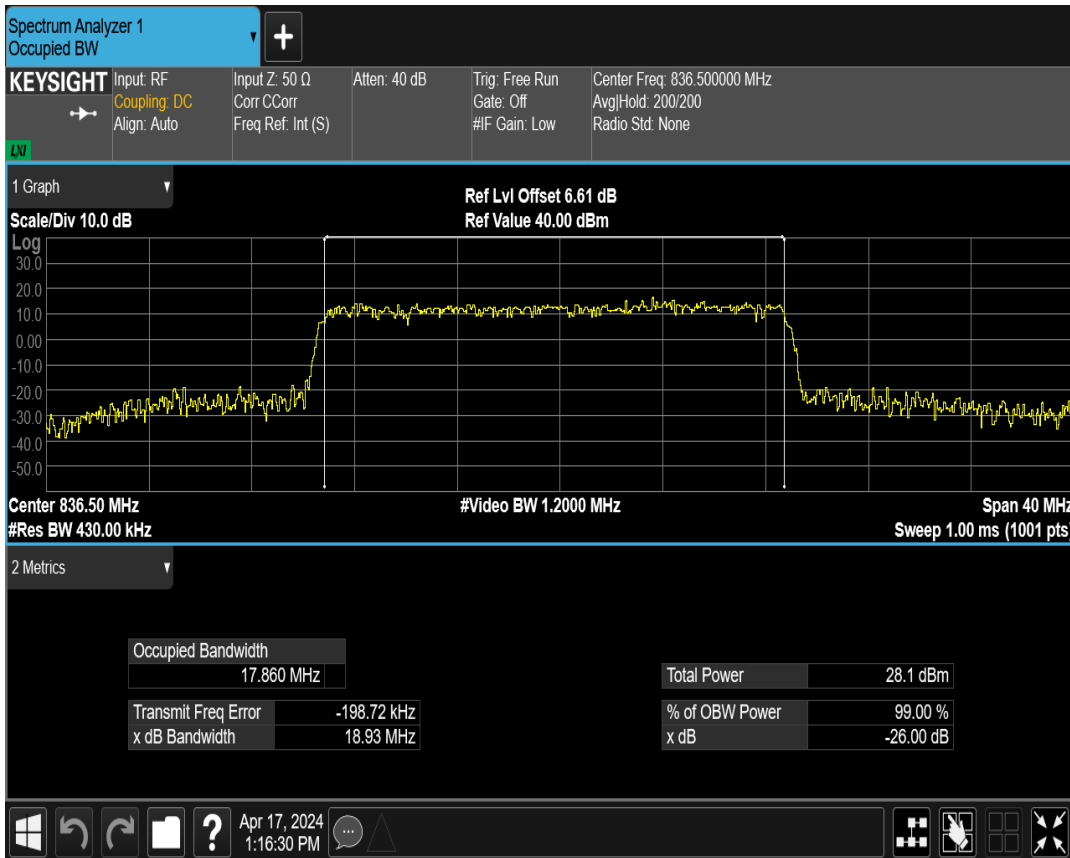 Spectrum Analyzer 1
Occupied BW
+
KEYSIGHT
LXI
Input: RF
Coupling: DC
Align: Auto
Input Z: 50 Ω
Corr CCorr
Freq Ref: Int (S)
Atten: 40 dB
Trig: Free Run
Gate: Off
#IF Gain: Low
Center Freq: 836.500000 MHz
Avg|Hold: 200/200
Radio Std: None
1 Graph
Scale/Div 10.0 dB
Ref Lvl Offset 6.61 dB
Ref Value 40.00 dBm
Log
30.0
20.0
10.0
0.00
-10.0
-20.0
-30.0
-40.0
-50.0
Center 836.50 MHz
#Video BW 1.2000 MHz
Span 40 MHz
#Res BW 430.00 kHz
Sweep 1.00 ms (1001 pts)
2 Metrics
Occupied Bandwidth
17.860 MHz
Total Power 28.1 dBm
Transmit Freq Error -198.72 kHz
% of OBW Power 99.00 %
x dB Bandwidth 18.93 MHz
x dB -26.00 dB
?
Apr 17, 2024
1:16:30 PM